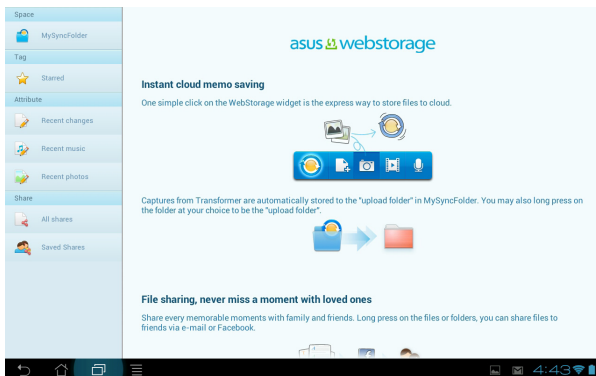 Space
MySyncFolder
Tag
Starred
Attribute
Recent changes
Recent music
Recent photos
Share
All shares
Saved Shares
asus webstorage
Instant cloud memo saving
One simple click on the WebStorage widget is the express way to store files to cloud.
Captures from Transformer are automatically stored to the "upload folder" in MySyncFolder. You may also long press on
the folder at your choice to be the "upload folder".
File sharing, never miss a moment with loved ones
Share every memorable moments with family and friends. Long press on the files or folders, you can share files to
friends via e-mail or Facebook.
4:43